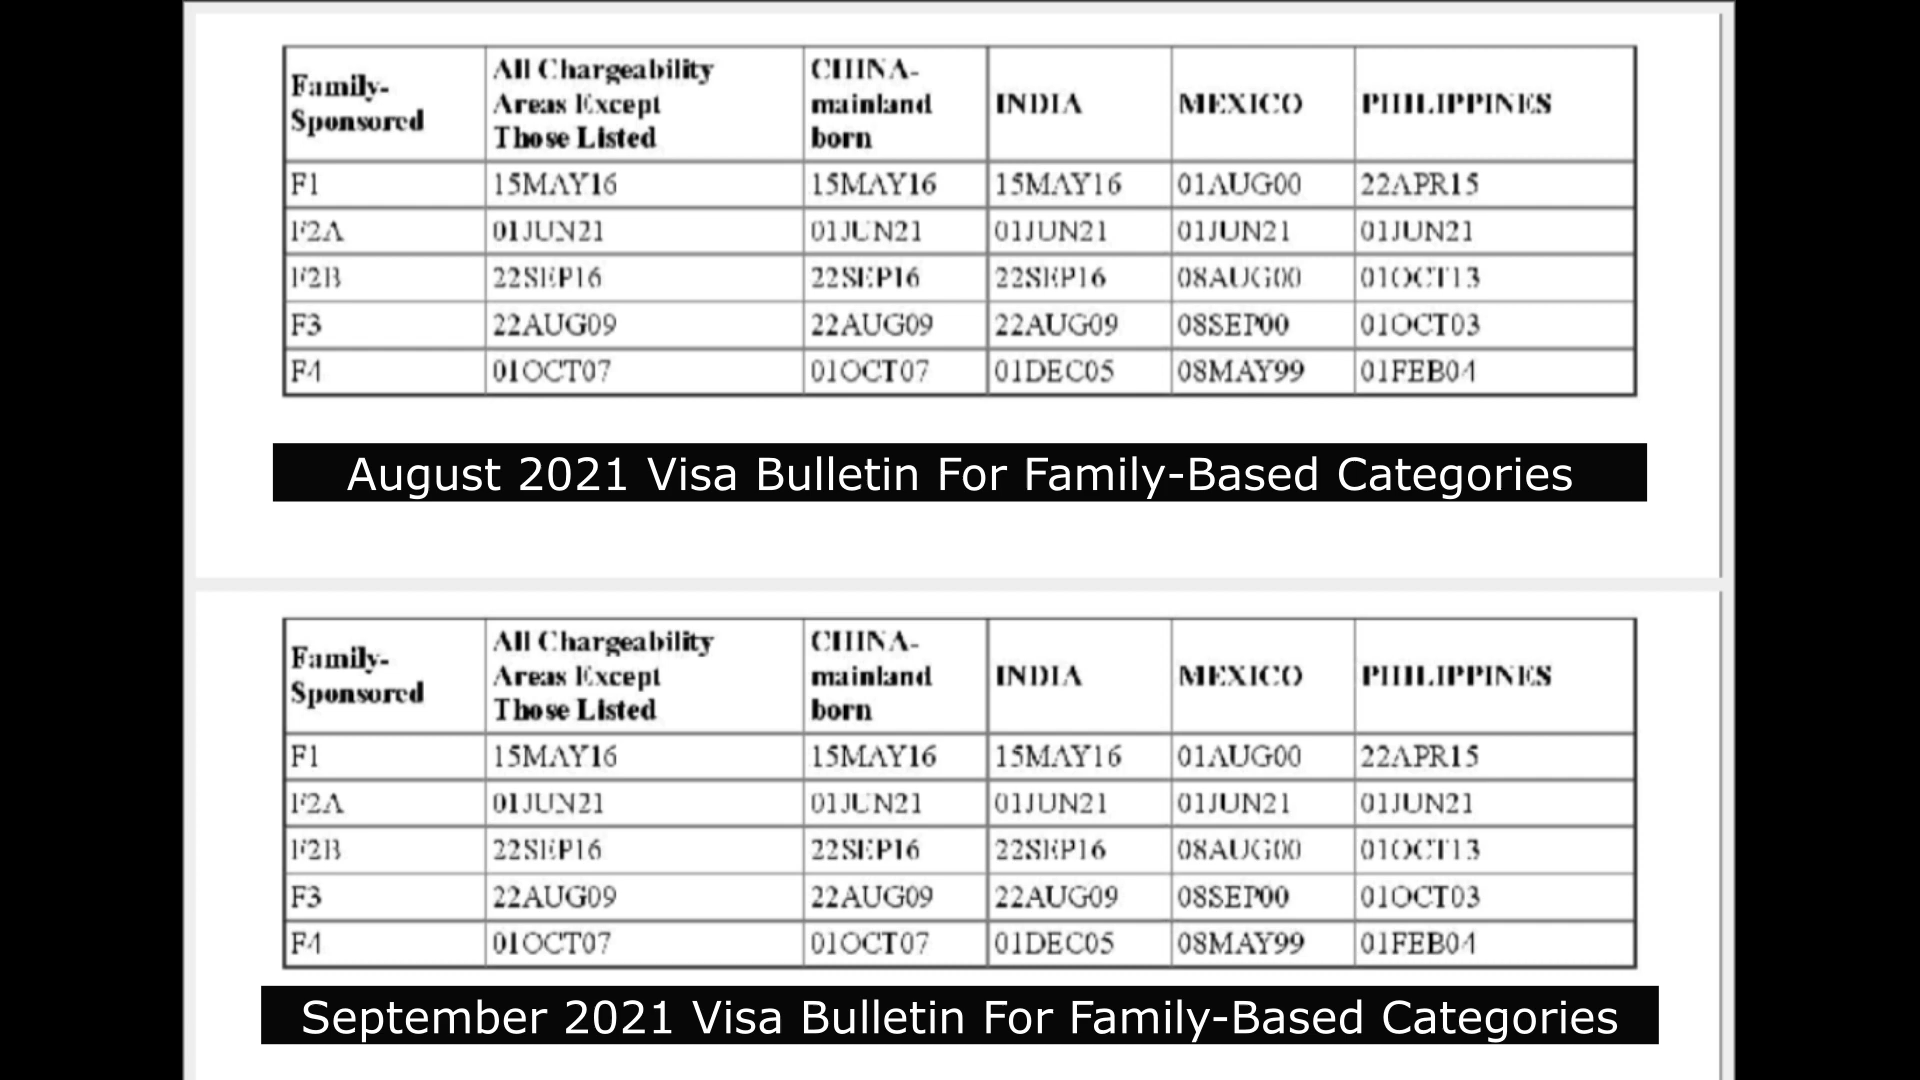 Family-Sponsored | All Chargeability Areas Except Those Listed | CHINA-mainland born | INDIA | MEXICO | PHILIPPINES
F1 | 15MAY16 | 15MAY16 | 15MAY16 | 01AUG00 | 22APR15
F2A | 01JUN21 | 01JUN21 | 01JUN21 | 01JUN21 | 01JUN21
F2B | 22SEP16 | 22SEP16 | 22SEP16 | 08AUG00 | 01OCT13
F3 | 22AUG09 | 22AUG09 | 22AUG09 | 08SEP00 | 01OCT03
F4 | 01OCT07 | 01OCT07 | 01DEC05 | 08MAY99 | 01FEB04
August 2021 Visa Bulletin For Family-Based Categories
Family-Sponsored | All Chargeability Areas Except Those Listed | CHINA-mainland born | INDIA | MEXICO | PHILIPPINES
F1 | 15MAY16 | 15MAY16 | 15MAY16 | 01AUG00 | 22APR15
F2A | 01JUN21 | 01JUN21 | 01JUN21 | 01JUN21 | 01JUN21
F2B | 22SEP16 | 22SEP16 | 22SEP16 | 08AUG00 | 01OCT13
F3 | 22AUG09 | 22AUG09 | 22AUG09 | 08SEP00 | 01OCT03
F4 | 01OCT07 | 01OCT07 | 01DEC05 | 08MAY99 | 01FEB04
September 2021 Visa Bulletin For Family-Based Categories